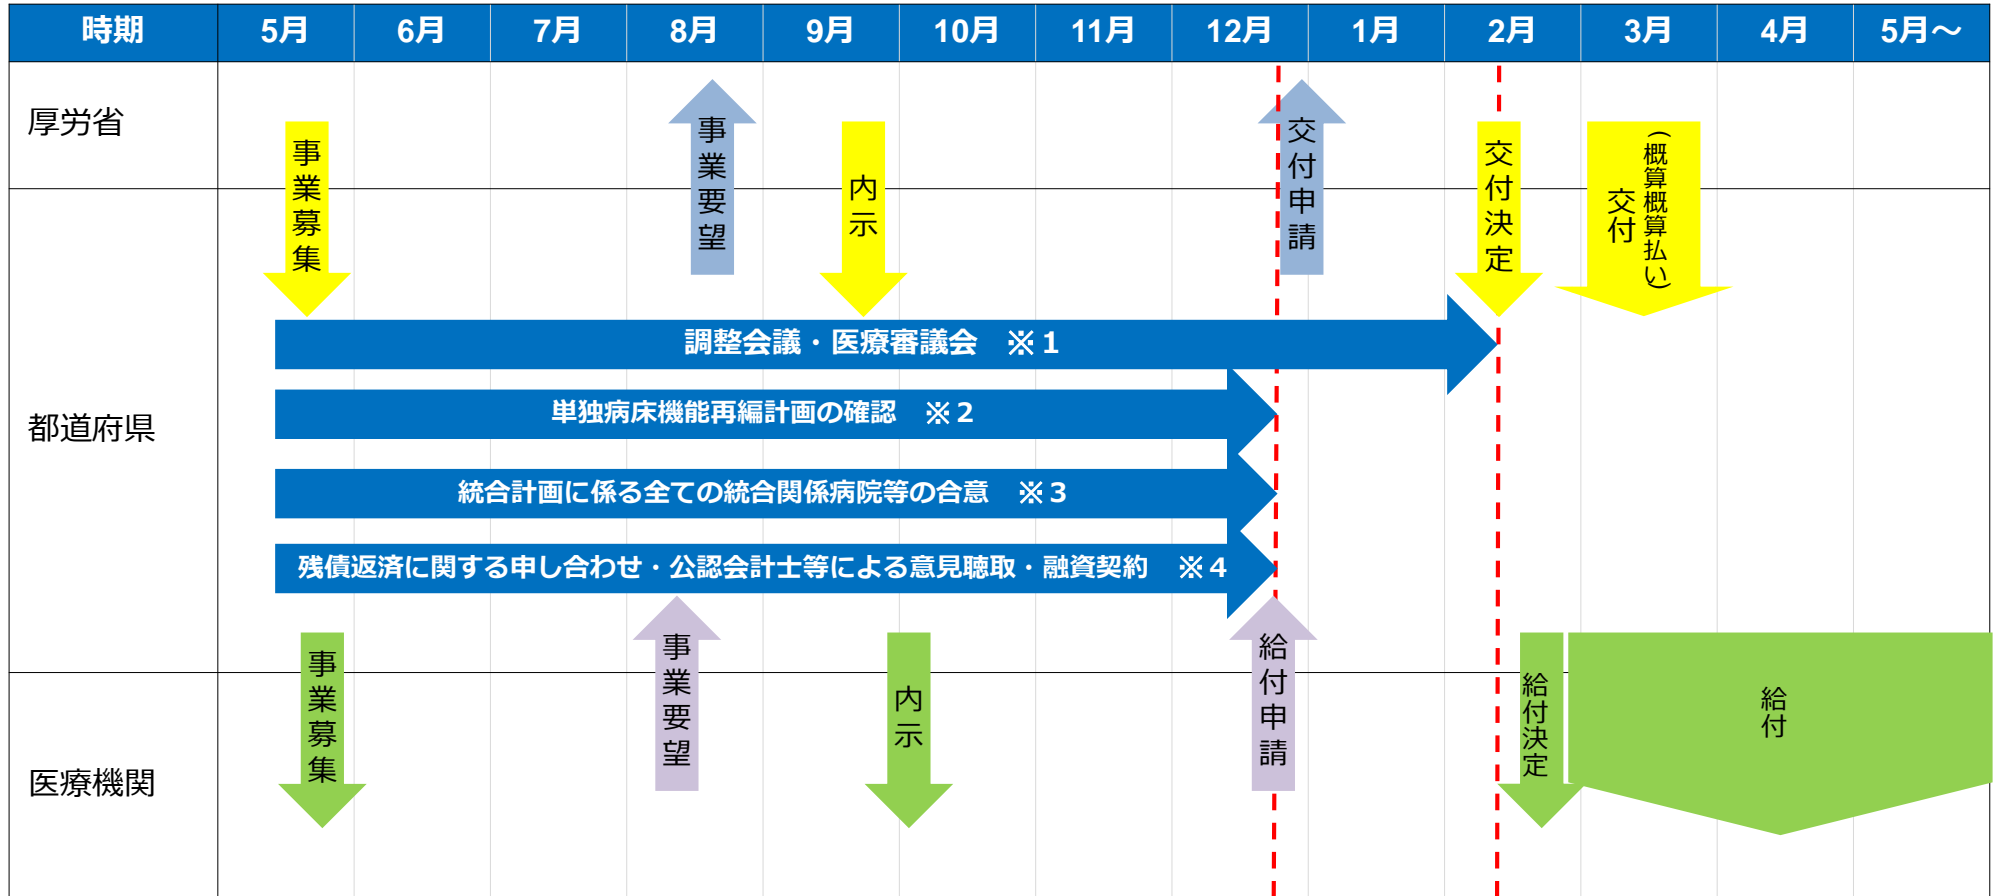 時期 5月 6月 7月 8月 9月 10月 11月 12月 1月 2月 3月 4月 5月～
厚労省
事業募集
事業要望
内示
交付申請
交付決定
交付
(概算概算払い)
都道府県
調整会議・医療審議会　※１
単独病床機能再編計画の確認　※２
統合計画に係る全ての統合関係病院等の合意　※３
残債返済に関する申し合わせ・公認会計士等による意見聴取・融資契約　※４
医療機関
事業募集
事業要望
内示
給付申請
給付決定
給付